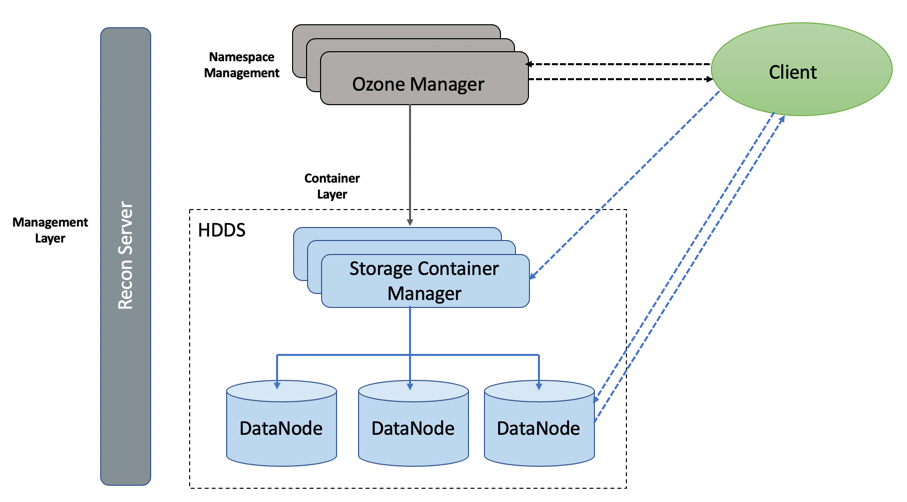 Namespace
Management
Ozone Manager
Client
Container
Layer
Management
Layer
Recon Server
HDDS
Storage Container
Manager
DataNode
DataNode
DataNode